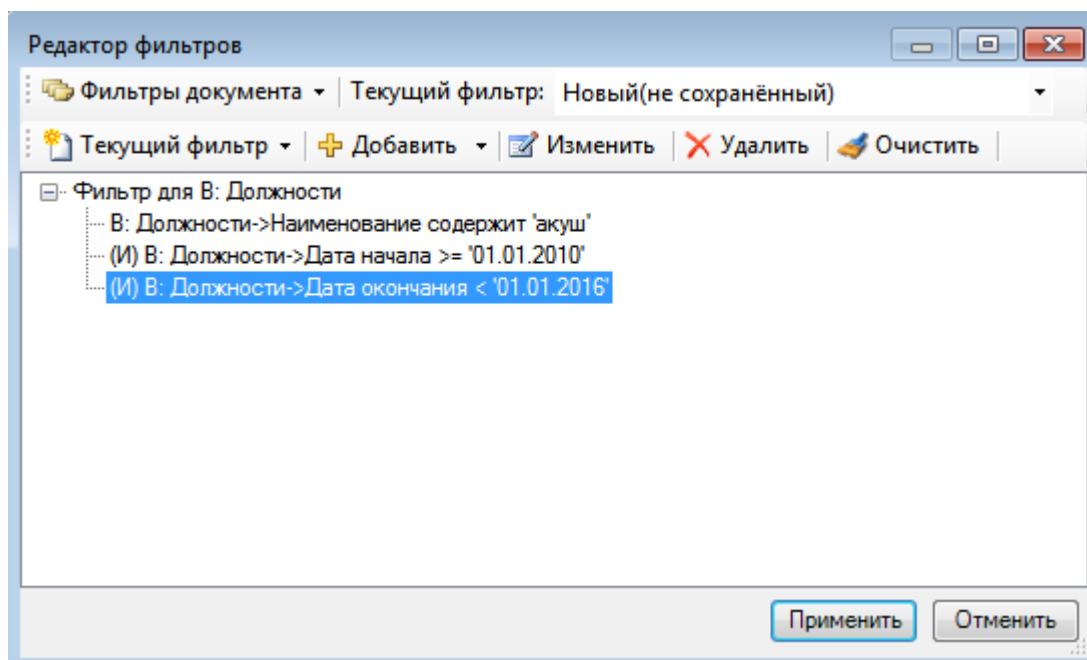 Редактор фильтров
Фильтры документа Текущий фильтр: Новый(не сохранённый)
Текущий фильтр Добавить Изменить Удалить Очистить
Фильтр для В: Должности
В: Должности->Наименование содержит 'акуш'
(И) В: Должности->Дата начала >= '01.01.2010'
(И) В: Должности->Дата окончания < '01.01.2016'
Применить Отменить